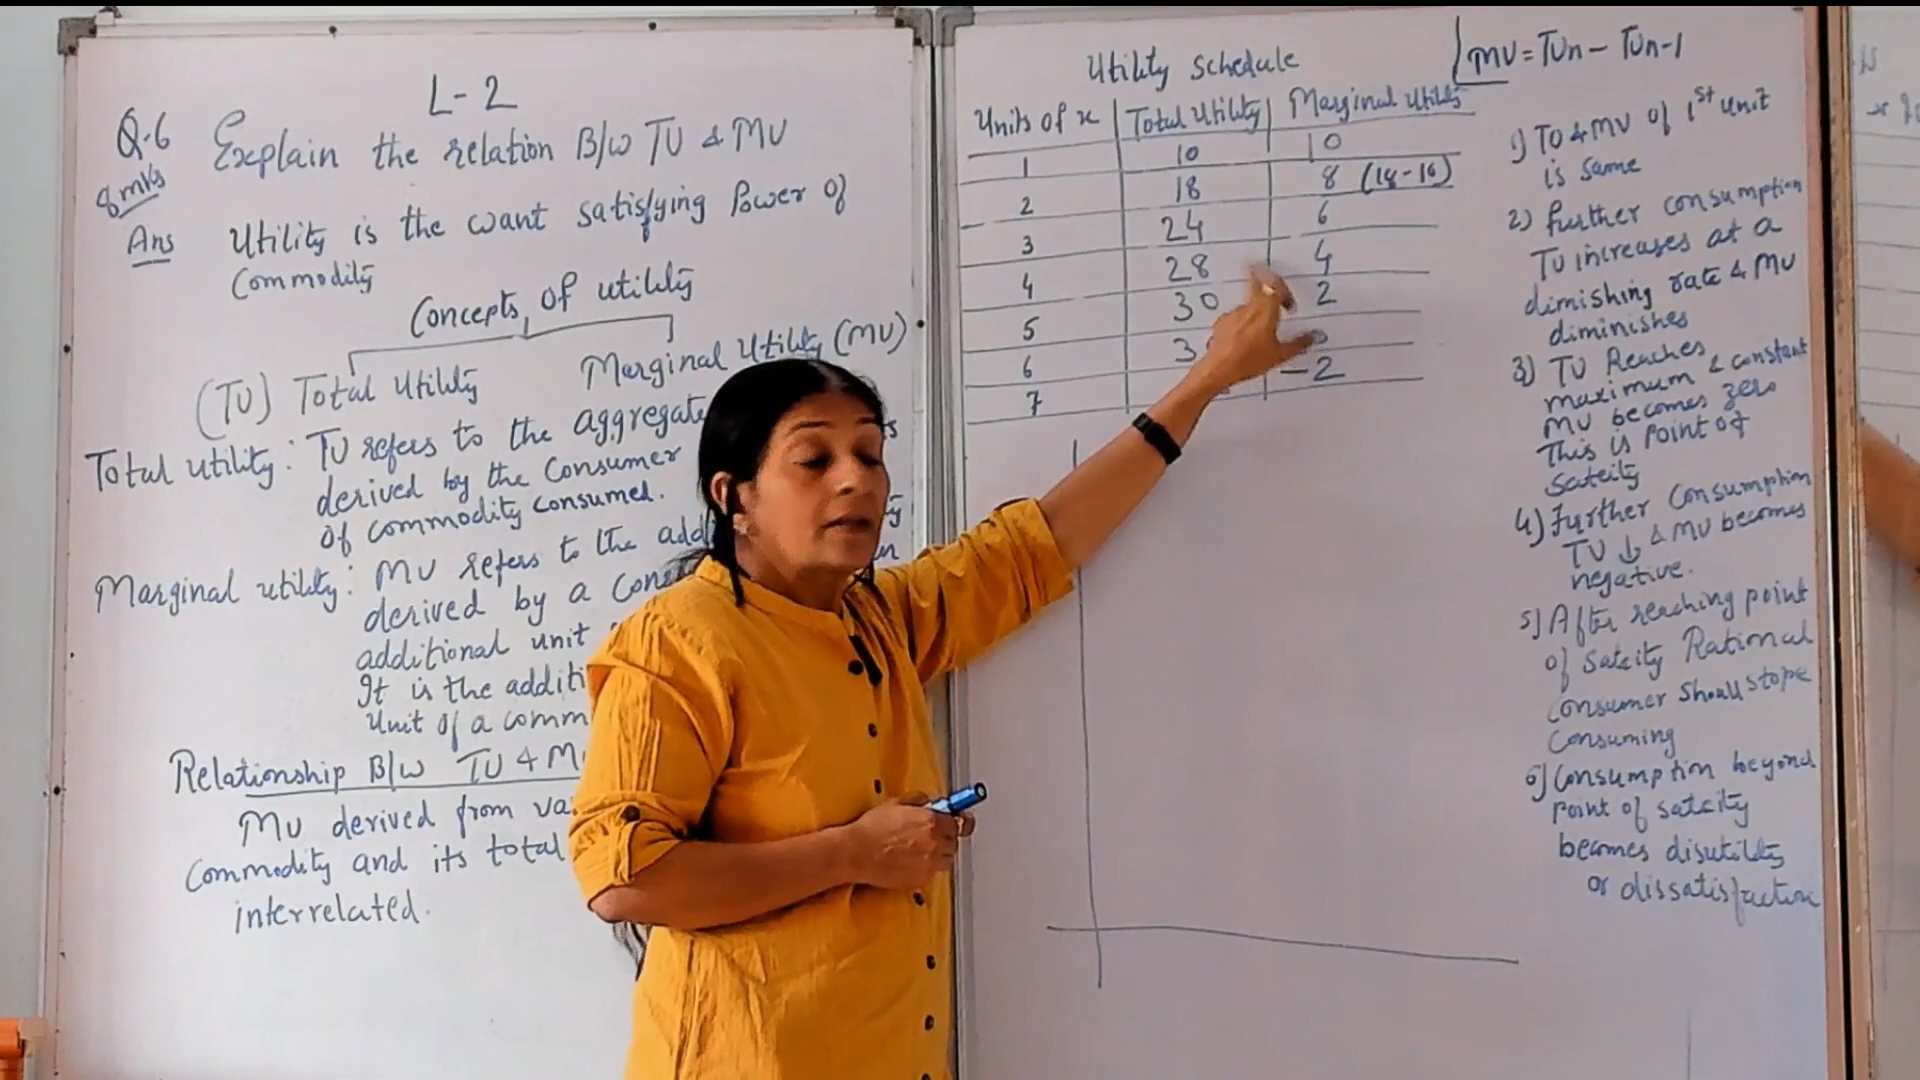 L-2
Q.6 Explain the relation B/w TU & MU
8mks
Ans Utility is the want satisfying Power of
Commodity
Concepts of utility
(TU) Total Utility Marginal Utility (MU)
Total utility: TU refers to the aggregate
derived by the Consumer
of commodity consumed.
Marginal utility: MU refers to the add
derived by a Cons
additional unit
It is the additi
Unit of a comm
Relationship B/w TU & M
MU derived from va
Commodity and its total
interrelated.
Utility Schedule
MU = TUn - TUn-1
Units of x Total Utility Marginal Utility
1 10 10
2 18 8 (18-10)
3 24 6
4 28 4
5 30 2
6 3
7 -2
1) TU & MU of 1st unit
is same
2) further consumption
TU increases at a
dimishing rate & MU
diminishes
3) TU Reaches
maximum & constant
MU becomes zero
This is point of
Sateity
4) Further Consumption
TU ↓ & MU becomes
negative.
5) After reaching point
of Sateity Rational
Consumer Should stope
Consuming
6) Consumption beyond
point of sateity
becomes disutility
or dissatisfaction